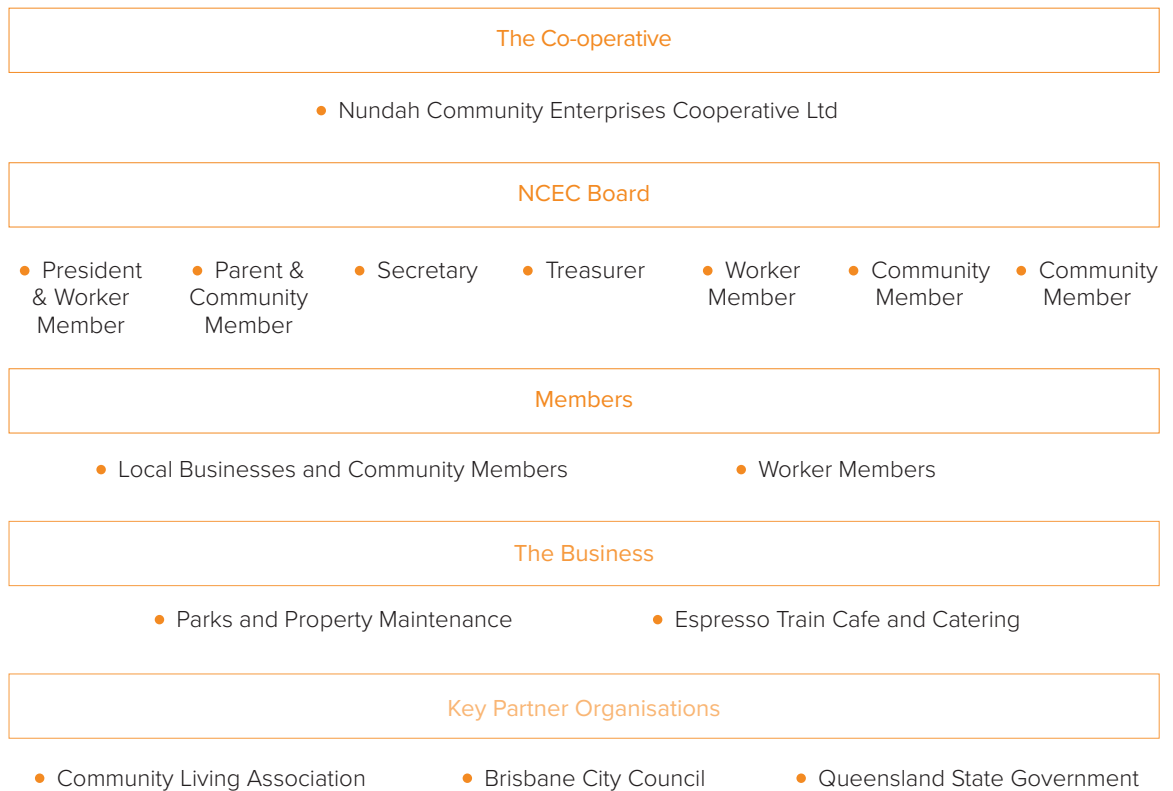 The Co-operative
• Nundah Community Enterprises Cooperative Ltd
NCEC Board
• President
& Worker
Member
• Parent &
Community
Member
• Secretary
• Treasurer
• Worker
Member
• Community
Member
• Community
Member
Members
• Local Businesses and Community Members
• Worker Members
The Business
• Parks and Property Maintenance
• Espresso Train Cafe and Catering
Key Partner Organisations
• Community Living Association
• Brisbane City Council
• Queensland State Government